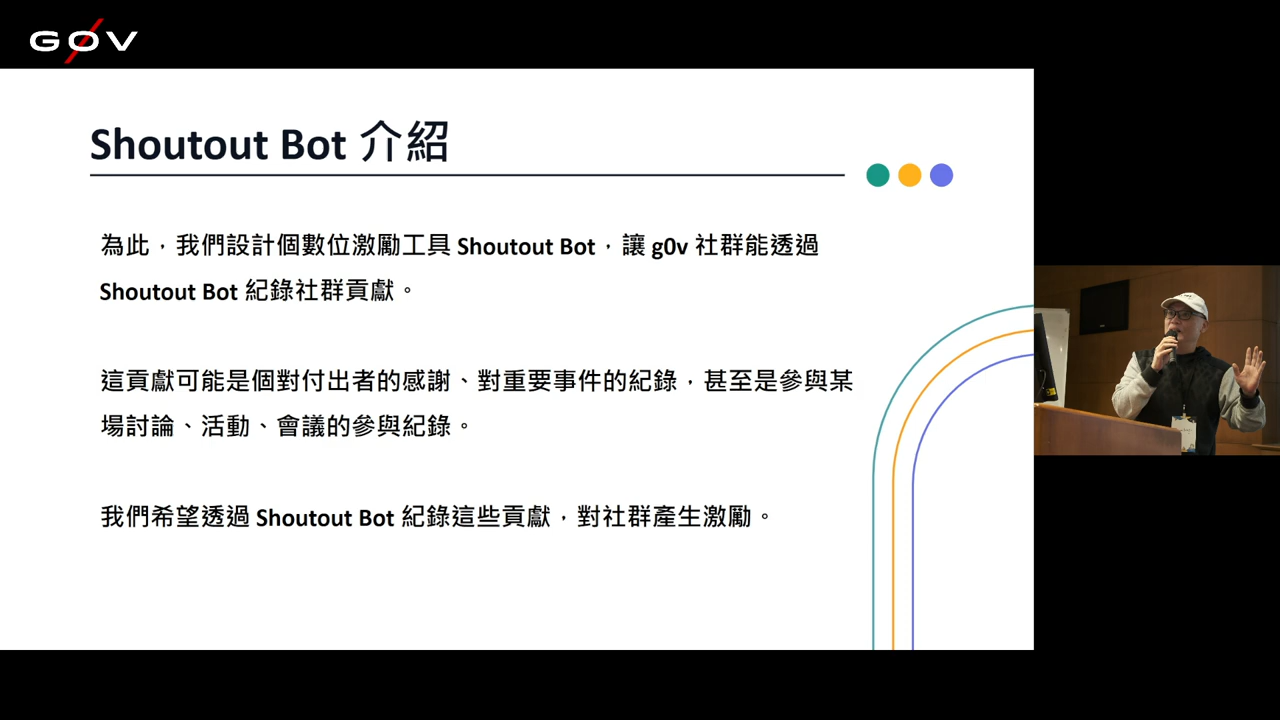 G0V
Shoutout Bot 介紹
為此，我們設計個數位激勵工具 Shoutout Bot，讓 g0v 社群能透過
Shoutout Bot 紀錄社群貢獻。
這貢獻可能是個對付出者的感謝、對重要事件的紀錄，甚至是參與某
場討論、活動、會議的參與紀錄。
我們希望透過 Shoutout Bot 紀錄這些貢獻，對社群產生激勵。